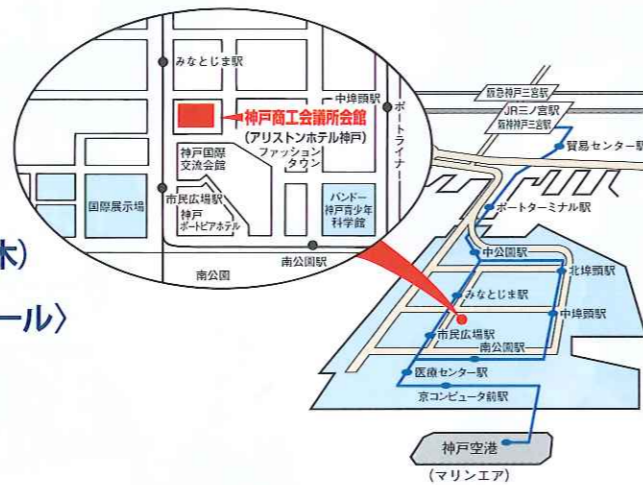 みなとじま駅
中埠頭駅
神戸商工会議所会館
(アリストンホテル神戸)
ファッション
タウン
ポートライナー
神戸国際
交流会館
市民広場駅
神戸
ポートピアホテル
国際展示場
バンドー
神戸青少年
科学館
南公園駅
南公園
木)
ール〉
阪急神戸三宮駅
JR三ノ宮駅
阪神神戸三宮駅
貿易センター駅
ポートターミナル駅
中公園駅
北埠頭駅
みなとじま駅
中埠頭駅
市民広場駅
南公園駅
医療センター駅
京コンピュータ前駅
神戸空港
(マリンエア)